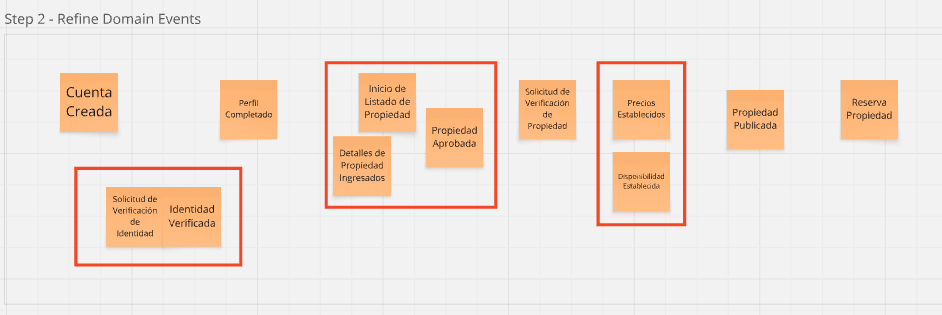 Step 2 - Refine Domain Events
Cuenta
Creada
Perfil
Completado
Inicio de
Listado de
Propiedad
Propiedad
Aprobada
Detalles de
Propiedad
Ingresados
Solicitud de
Verificación
de
Propiedad
Precios
Establecidos
Disponibilidad
Establecida
Propiedad
Publicada
Reserva
Propiedad
Solicitud de
Verificación
de
Identidad
Identidad
Verificada